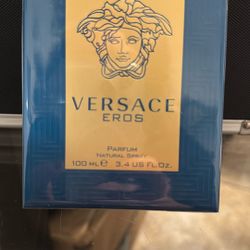 VERSACE
EROS
PARFUM
NATURAL SPRAY
100 ML℮ 3.4 US FL.OZ.